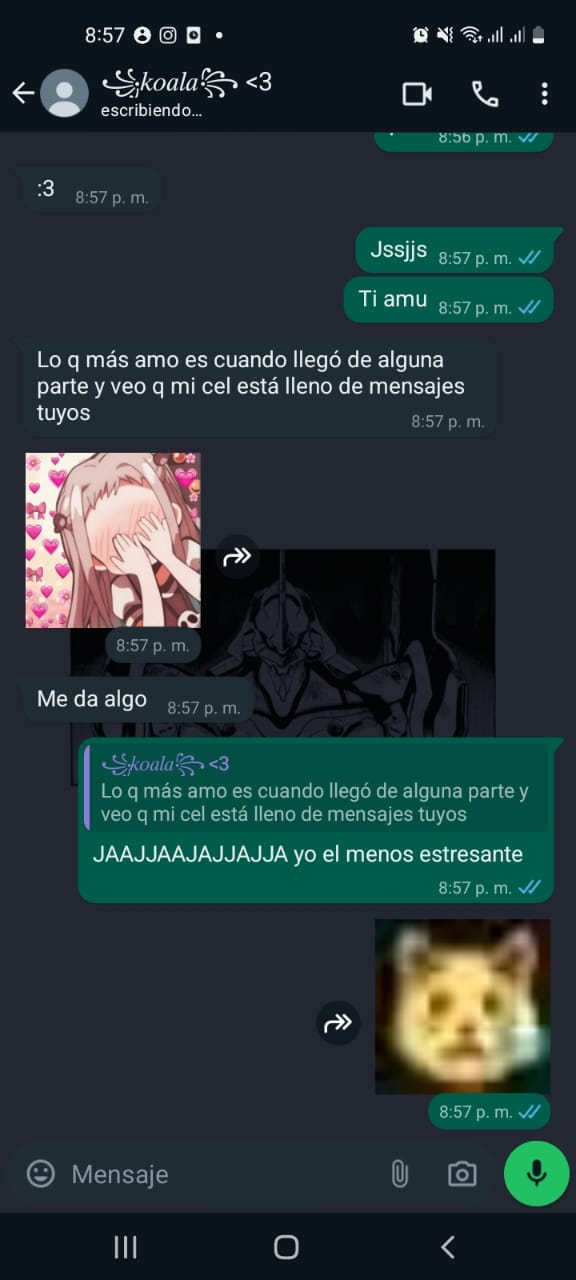 8:57
꧁koala꧂ <3
escribiendo...
8:56 p. m.
:3 8:57 p. m.
Jssjjs 8:57 p. m.
Ti amu 8:57 p. m.
Lo q más amo es cuando llegó de alguna
parte y veo q mi cel está lleno de mensajes
tuyos
8:57 p. m.
8:57 p. m.
Me da algo 8:57 p. m.
꧁koala꧂ <3
Lo q más amo es cuando llegó de alguna parte y
veo q mi cel está lleno de mensajes tuyos
JAAJJAAJAJJAJJA yo el menos estresante
8:57 p. m.
8:57 p. m.
Mensaje